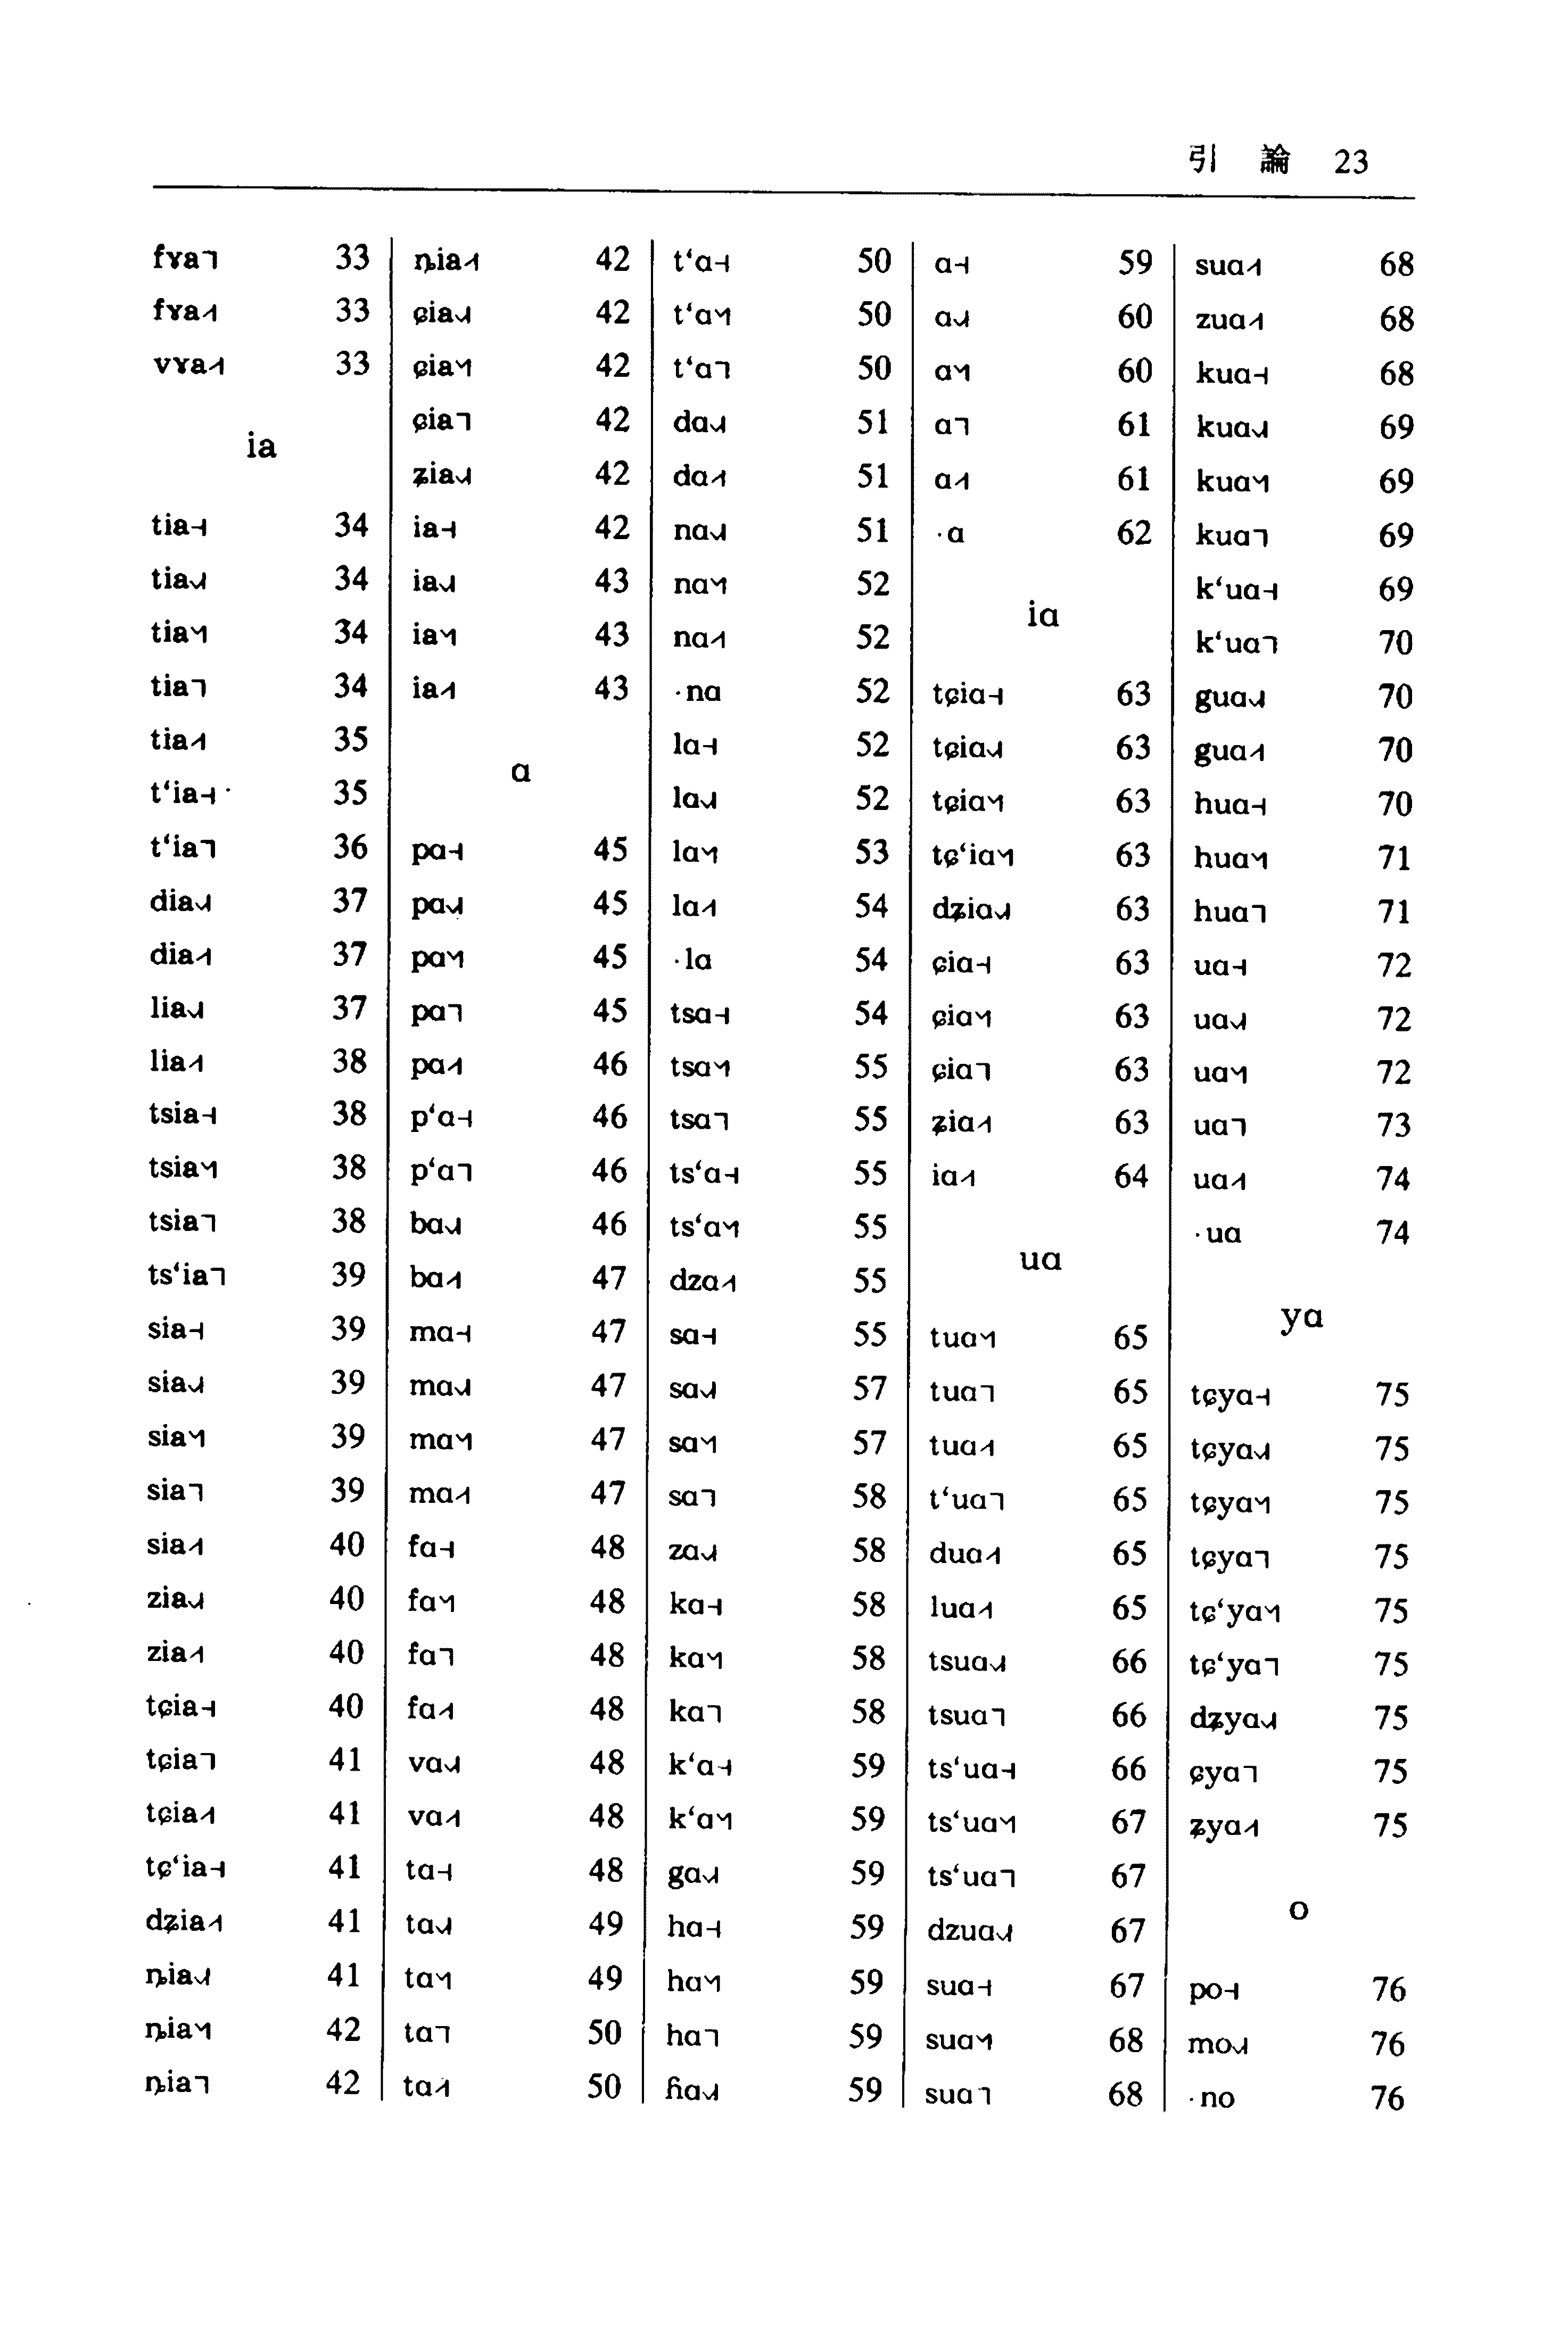 引 論 23
fɤa˥ 33
fɤa˨˦ 33
vɤa˨˦ 33
ia
tia˧ 34
tia˨˩˧ 34
tia˥˧ 34
tia˥ 34
tia˨˦ 35
t‘ia˧ 35
t‘ia˥ 36
dia˨˩˧ 37
dia˨˦ 37
lia˨˩˧ 37
lia˨˦ 38
tsia˧ 38
tsia˥˧ 38
tsia˥ 38
ts‘ia˥ 39
sia˧ 39
sia˨˩˧ 39
sia˥˧ 39
sia˥ 39
sia˨˦ 40
zia˨˩˧ 40
zia˨˦ 40
tɕia˧ 40
tɕia˥ 41
tɕia˨˦ 41
tɕ‘ia˧ 41
dʑia˨˦ 41
ȵia˨˩˧ 41
ȵia˥˧ 42
ȵia˥ 42
ȵia˨˦ 42
ɕia˨˩˧ 42
ɕia˥˧ 42
ɕia˥ 42
ʑia˨˩˧ 42
ia˧ 42
ia˨˩˧ 43
ia˥˧ 43
ia˨˦ 43
ɑ
pɑ˧ 45
pɑ˨˩˧ 45
pɑ˥˧ 45
pɑ˥ 45
pɑ˨˦ 46
p‘ɑ˧ 46
p‘ɑ˥ 46
bɑ˨˩˧ 46
bɑ˨˦ 47
mɑ˧ 47
mɑ˨˩˧ 47
mɑ˥˧ 47
mɑ˨˦ 47
fɑ˧ 48
fɑ˥˧ 48
fɑ˥ 48
fɑ˨˦ 48
vɑ˨˩˧ 48
vɑ˨˦ 48
tɑ˧ 48
tɑ˨˩˧ 49
tɑ˥˧ 49
tɑ˥ 50
tɑ˨˦ 50
t‘ɑ˧ 50
t‘ɑ˥˧ 50
t‘ɑ˥ 50
dɑ˨˩˧ 51
dɑ˨˦ 51
nɑ˨˩˧ 51
nɑ˥˧ 52
nɑ˨˦ 52
·nɑ 52
lɑ˧ 52
lɑ˨˩˧ 52
lɑ˥˧ 53
lɑ˨˦ 54
·lɑ 54
tsɑ˧ 54
tsɑ˥˧ 55
tsɑ˥ 55
ts‘ɑ˧ 55
ts‘ɑ˥˧ 55
dzɑ˨˦ 55
sɑ˧ 55
sɑ˨˩˧ 57
sɑ˥˧ 57
sɑ˥ 58
zɑ˨˩˧ 58
kɑ˧ 58
kɑ˥˧ 58
kɑ˥ 58
k‘ɑ˧ 59
k‘ɑ˥˧ 59
gɑ˨˩˧ 59
hɑ˧ 59
hɑ˥˧ 59
hɑ˥ 59
ɦɑ˨˩˧ 59
ɑ˧ 59
ɑ˨˩˧ 60
ɑ˥˧ 60
ɑ˥ 61
ɑ˨˦ 61
·ɑ 62
iɑ
tɕiɑ˧ 63
tɕiɑ˨˩˧ 63
tɕiɑ˥˧ 63
tɕ‘iɑ˥˧ 63
dʑiɑ˨˩˧ 63
ɕiɑ˧ 63
ɕiɑ˥˧ 63
ɕiɑ˥ 63
ʑiɑ˨˦ 63
iɑ˨˦ 64
uɑ
tuɑ˥˧ 65
tuɑ˥ 65
tuɑ˨˦ 65
t‘uɑ˥ 65
duɑ˨˦ 65
luɑ˨˦ 65
tsuɑ˨˩˧ 66
tsuɑ˥ 66
ts‘uɑ˧ 66
ts‘uɑ˥˧ 67
ts‘uɑ˥ 67
dzuɑ˨˩˧ 67
suɑ˧ 67
suɑ˥˧ 68
suɑ˥ 68
suɑ˨˦ 68
zuɑ˨˦ 68
kuɑ˧ 68
kuɑ˨˩˧ 69
kuɑ˥˧ 69
kuɑ˥ 69
k‘uɑ˧ 69
k‘uɑ˥ 70
guɑ˨˩˧ 70
guɑ˨˦ 70
huɑ˧ 70
huɑ˥˧ 71
huɑ˥ 71
uɑ˧ 72
uɑ˨˩˧ 72
uɑ˥˧ 72
uɑ˥ 73
uɑ˨˦ 74
·uɑ 74
yɑ
tɕyɑ˧ 75
tɕyɑ˨˩˧ 75
tɕyɑ˥˧ 75
tɕyɑ˥ 75
tɕ‘yɑ˥˧ 75
tɕ‘yɑ˥ 75
dʑyɑ˨˩˧ 75
ɕyɑ˥ 75
ʑyɑ˨˦ 75
o
po˧ 76
mo˨˩˧ 76
·no 76